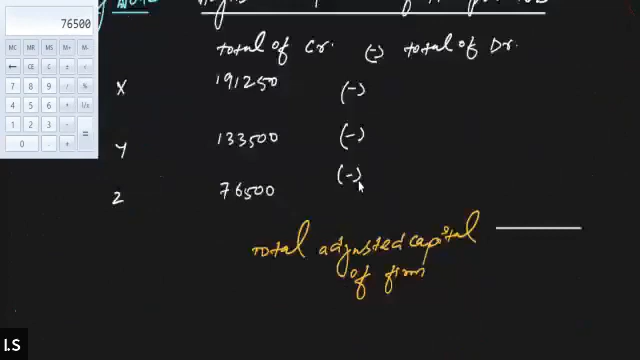 76500
MC MR MS M+ M-
← CE C ± √
7 8 9 / %
4 5 6 * 1/x
1 2 3 - =
0 . +
Note
total of Cr. (-) total of Dr.
X 191250 (-)
Y 133500 (-)
Z 76500 (-)
total adjusted capital
of firm
I.S